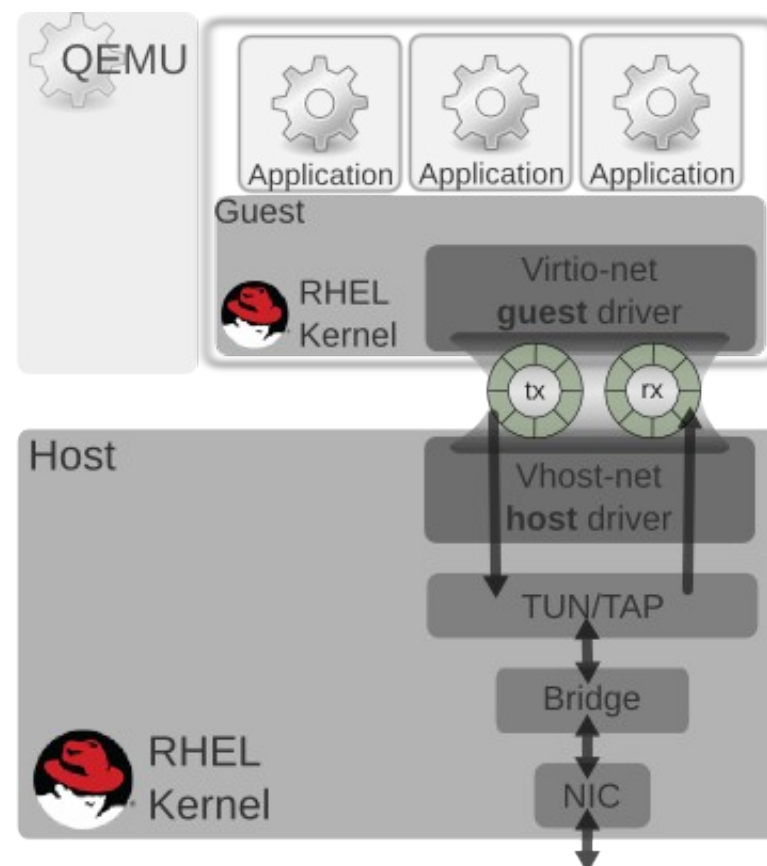 QEMU
Application
Application
Application
Guest
RHEL
Kernel
Virtio-net
guest driver
tx
rx
Host
Vhost-net
host driver
TUN/TAP
Bridge
NIC
RHEL
Kernel